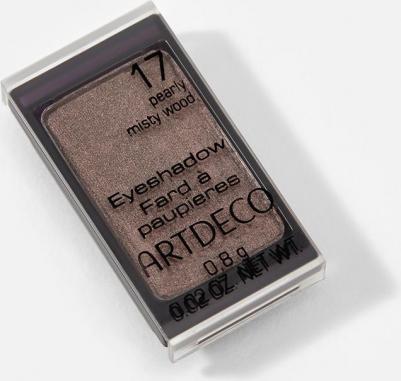 17
pearly
misty wood
Eyeshadow
Fard à
paupières
ARTDECO
0.8 g
0.02 OZ. NET WT.